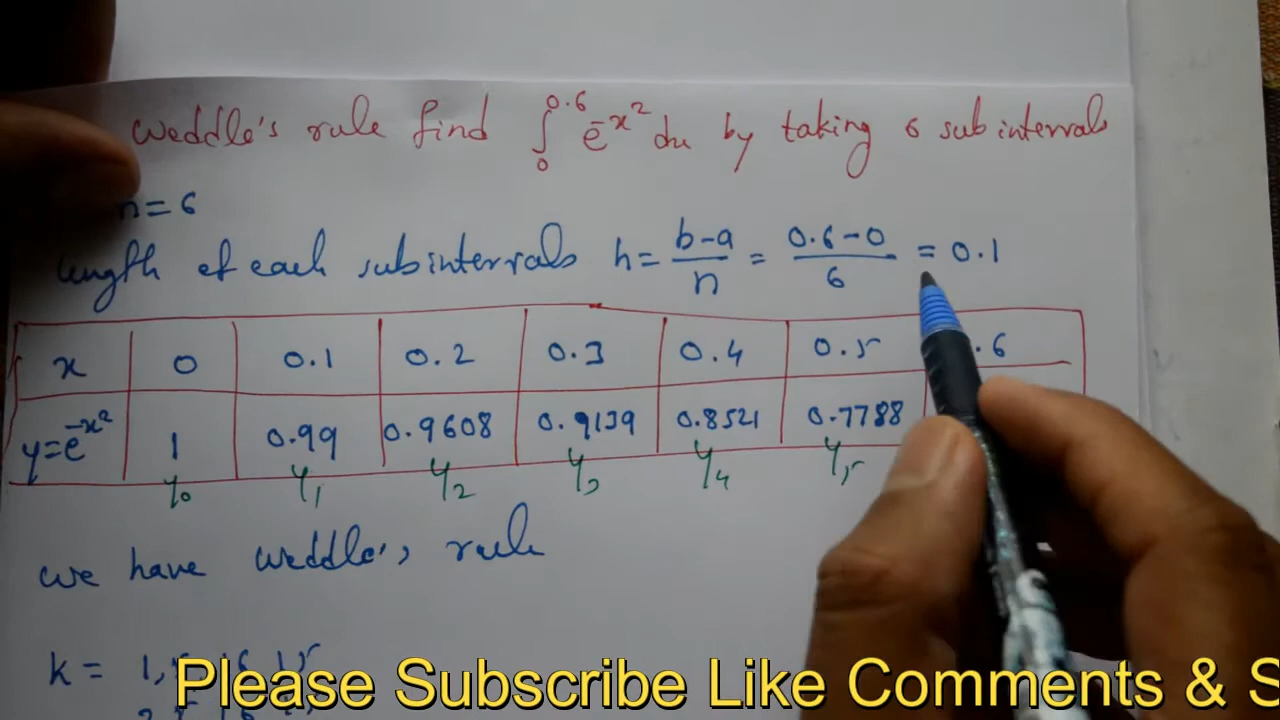 weddle's rule find ∫₀^0.6 e^-x² dx by taking 6 subintervals
n=6
length of each subintervals h = b-a/n = 0.6-0/6 = 0.1
x 0 0.1 0.2 0.3 0.4 0.5 .6
y=e^-x² 1 0.99 0.9608 0.9139 0.8521 0.7788
y₀ y₁ y₂ y₃ y₄ y₅
we have weddle's rule
k = 1,
Please Subscribe Like Comments & S